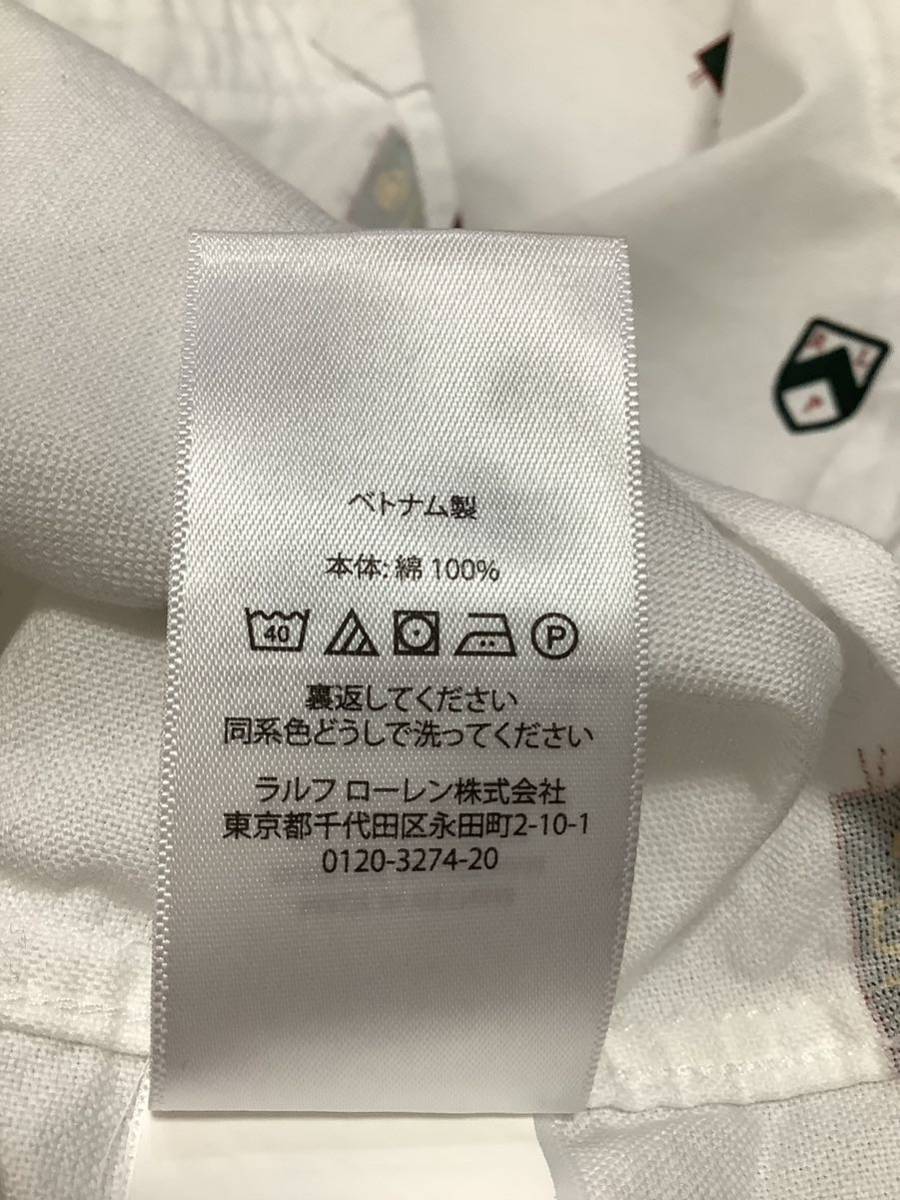 ベトナム製
本体: 綿 100%
40 P
裏返してください
同系色どうしで洗ってください
ラルフ ローレン株式会社
東京都千代田区永田町2-10-1
0120-3274-20